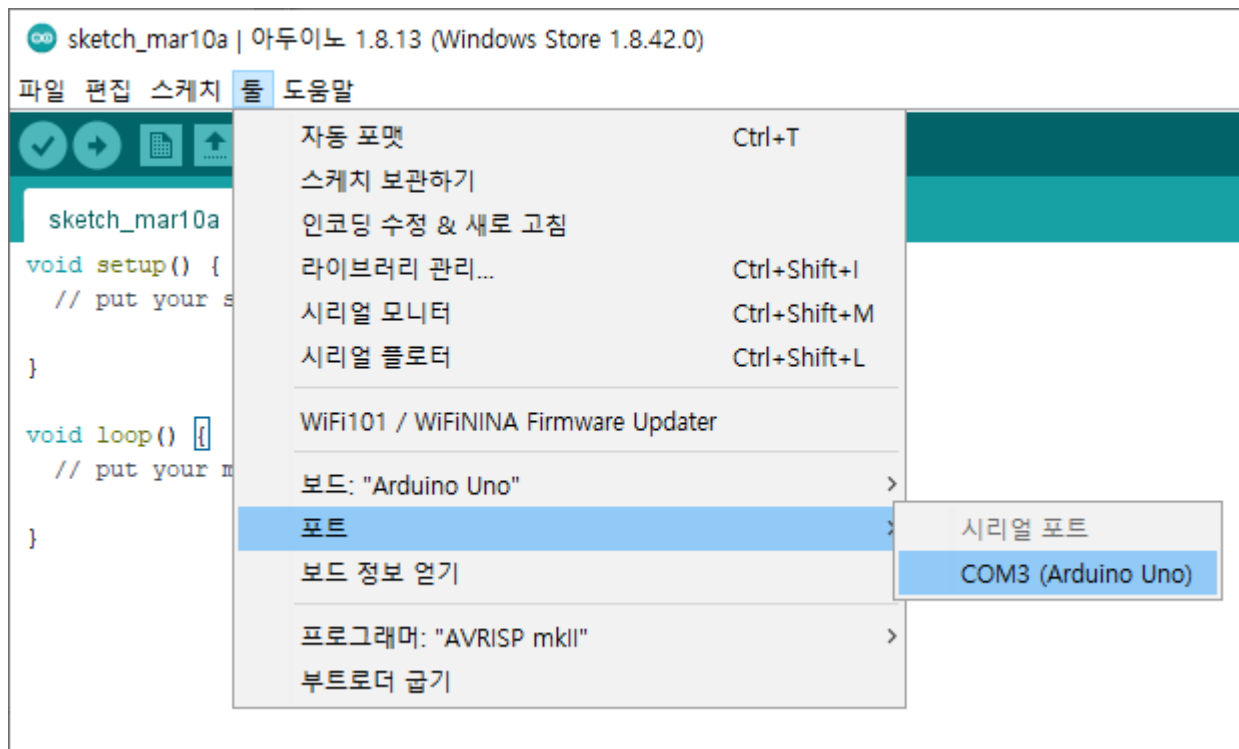 sketch_mar10a | 아두이노 1.8.13 (Windows Store 1.8.42.0)
파일 편집 스케치 툴 도움말
sketch_mar10a
void setup() {
// put your s
}
void loop() {
// put your m
}
자동 포맷 Ctrl+T
스케치 보관하기
인코딩 수정 & 새로 고침
라이브러리 관리... Ctrl+Shift+I
시리얼 모니터 Ctrl+Shift+M
시리얼 플로터 Ctrl+Shift+L
WiFi101 / WiFiNINA Firmware Updater
보드: "Arduino Uno"
포트
보드 정보 얻기
프로그래머: "AVRISP mkII"
부트로더 굽기
시리얼 포트
COM3 (Arduino Uno)